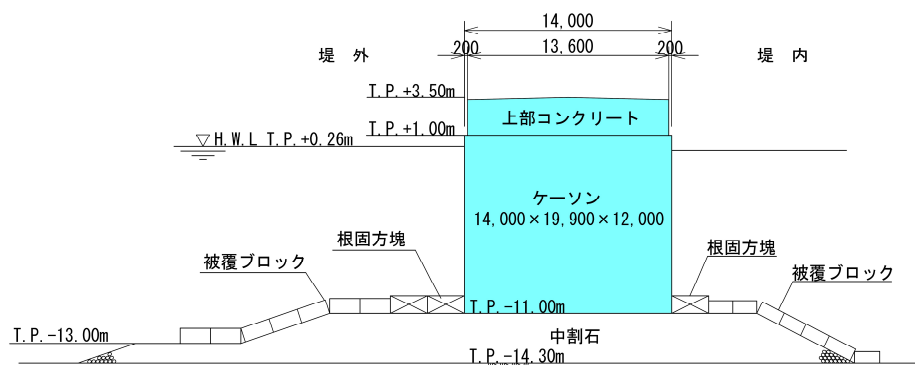 14,000
200
13,600
200
堤 外
堤 内
T.P.+3.50m
上部コンクリート
T.P.+1.00m
H.W.L T.P.+0.26m
ケーソン
14,000×19,900×12,000
根固方塊
根固方塊
被覆ブロック
被覆ブロック
T.P.-11.00m
T.P.-13.00m
中割石
T.P.-14.30m